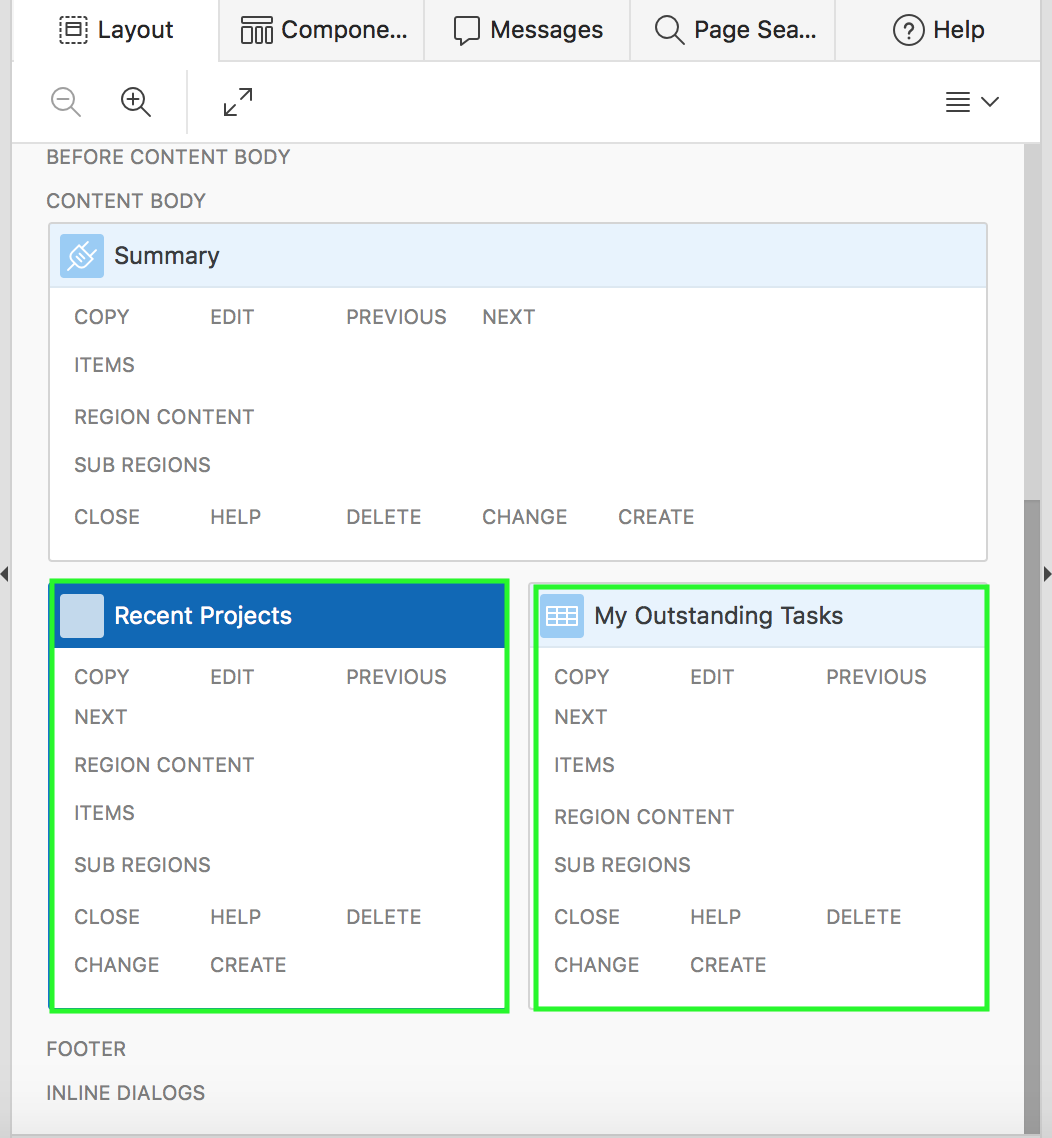 Layout Compone... Messages Page Sea... Help
BEFORE CONTENT BODY
CONTENT BODY
Summary
COPY EDIT PREVIOUS NEXT
ITEMS
REGION CONTENT
SUB REGIONS
CLOSE HELP DELETE CHANGE CREATE
Recent Projects
COPY EDIT PREVIOUS
NEXT
REGION CONTENT
ITEMS
SUB REGIONS
CLOSE HELP DELETE
CHANGE CREATE
My Outstanding Tasks
COPY EDIT PREVIOUS
NEXT
ITEMS
REGION CONTENT
SUB REGIONS
CLOSE HELP DELETE
CHANGE CREATE
FOOTER
INLINE DIALOGS